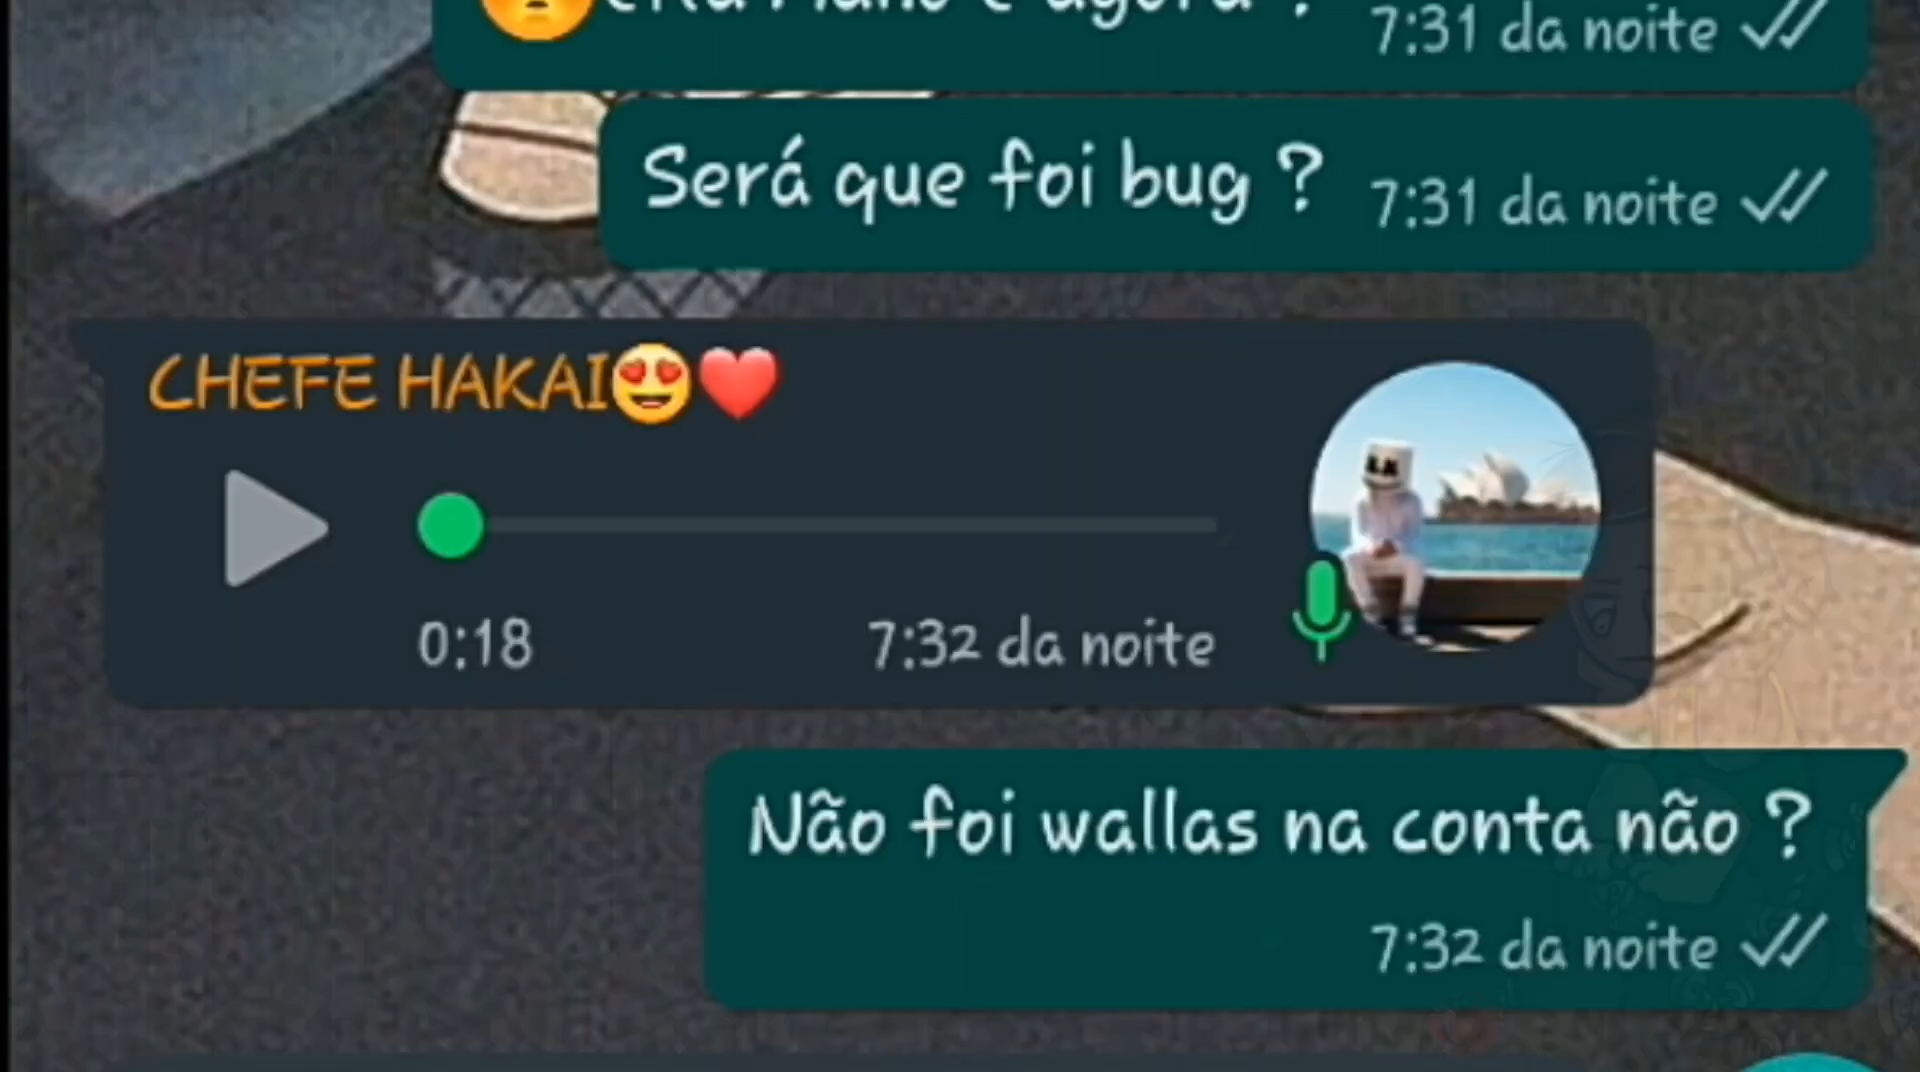 e agora ?
7:31 da noite
Será que foi bug ?
7:31 da noite
CHEFE HAKAI😍❤️
0:18
7:32 da noite
Não foi wallas na conta não ?
7:32 da noite